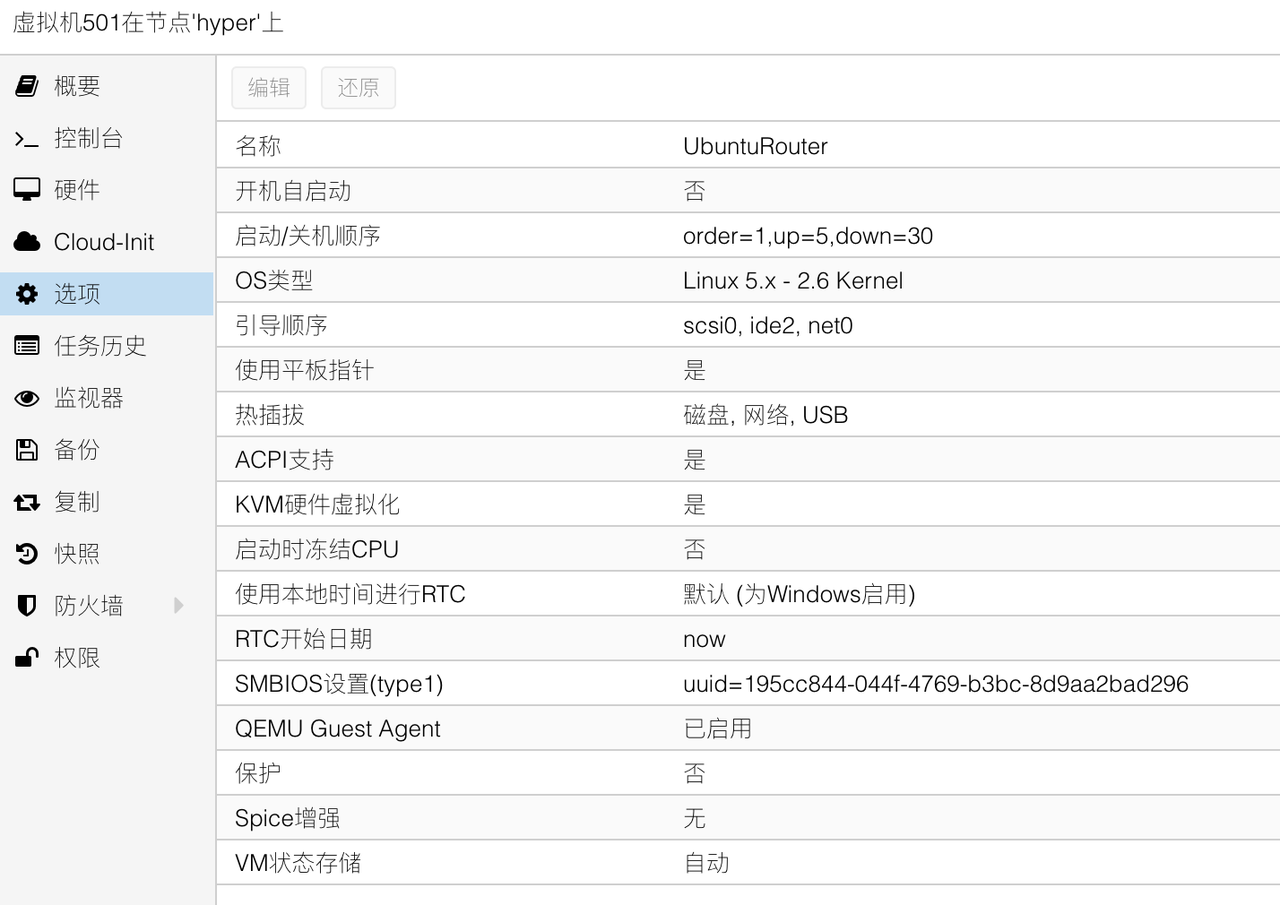 虚拟机501在节点'hyper'上
概要
控制台
硬件
Cloud-Init
选项
任务历史
监视器
备份
复制
快照
防火墙
权限
编辑 还原
名称 UbuntuRouter
开机自启动 否
启动/关机顺序 order=1,up=5,down=30
OS类型 Linux 5.x - 2.6 Kernel
引导顺序 scsi0, ide2, net0
使用平板指针 是
热插拔 磁盘, 网络, USB
ACPI支持 是
KVM硬件虚拟化 是
启动时冻结CPU 否
使用本地时间进行RTC 默认 (为Windows启用)
RTC开始日期 now
SMBIOS设置(type1) uuid=195cc844-044f-4769-b3bc-8d9aa2bad296
QEMU Guest Agent 已启用
保护 否
Spice增强 无
VM状态存储 自动